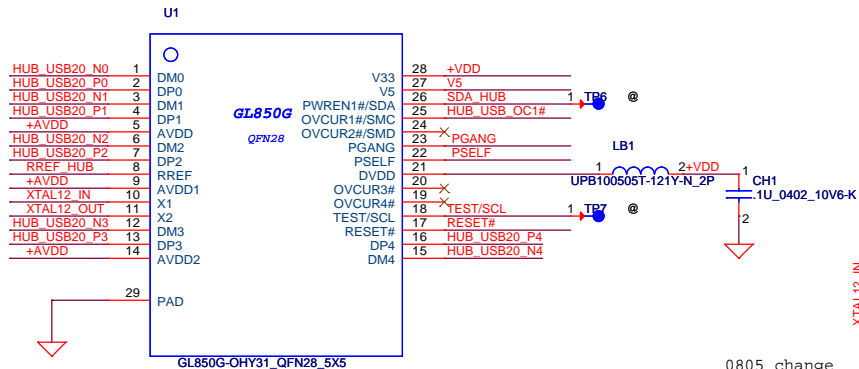 U1
HUB_USB20_N0 1 DM0
HUB_USB20_P0 2 DP0
HUB_USB20_N1 3 DM1
HUB_USB20_P1 4 DP1
+AVDD 5 AVDD
HUB_USB20_N2 6 DM2
HUB_USB20_P2 7 DP2
RREF_HUB 8 RREF
+AVDD 9 AVDD1
XTAL12_IN 10 X1
XTAL12_OUT 11 X2
HUB_USB20_N3 12 DM3
HUB_USB20_P3 13 DP3
+AVDD 14 AVDD2
29 PAD
GL850G
QFN28
V33 28 +VDD
V5 27 V5
PWREN1#/SDA 26 SDA_HUB 1 TP6 @
OVCUR1#/SMC 25 HUB_USB_OC1#
OVCUR2#/SMD 24
PGANG 23 PGANG
PSELF 22 PSELF
DVDD 21
OVCUR3# 20
OVCUR4# 19
TEST/SCL 18 TEST/SCL 1 TP7 @
RESET# 17 RESET#
DP4 16 HUB_USB20_P4
DM4 15 HUB_USB20_N4
LB1
1 2 +VDD
UPB100505T-121Y-N_2P
1
CH1
.1U_0402_10V6-K
2
XTAL12_IN
GL850G-OHY31_QFN28_5X5
0805 change